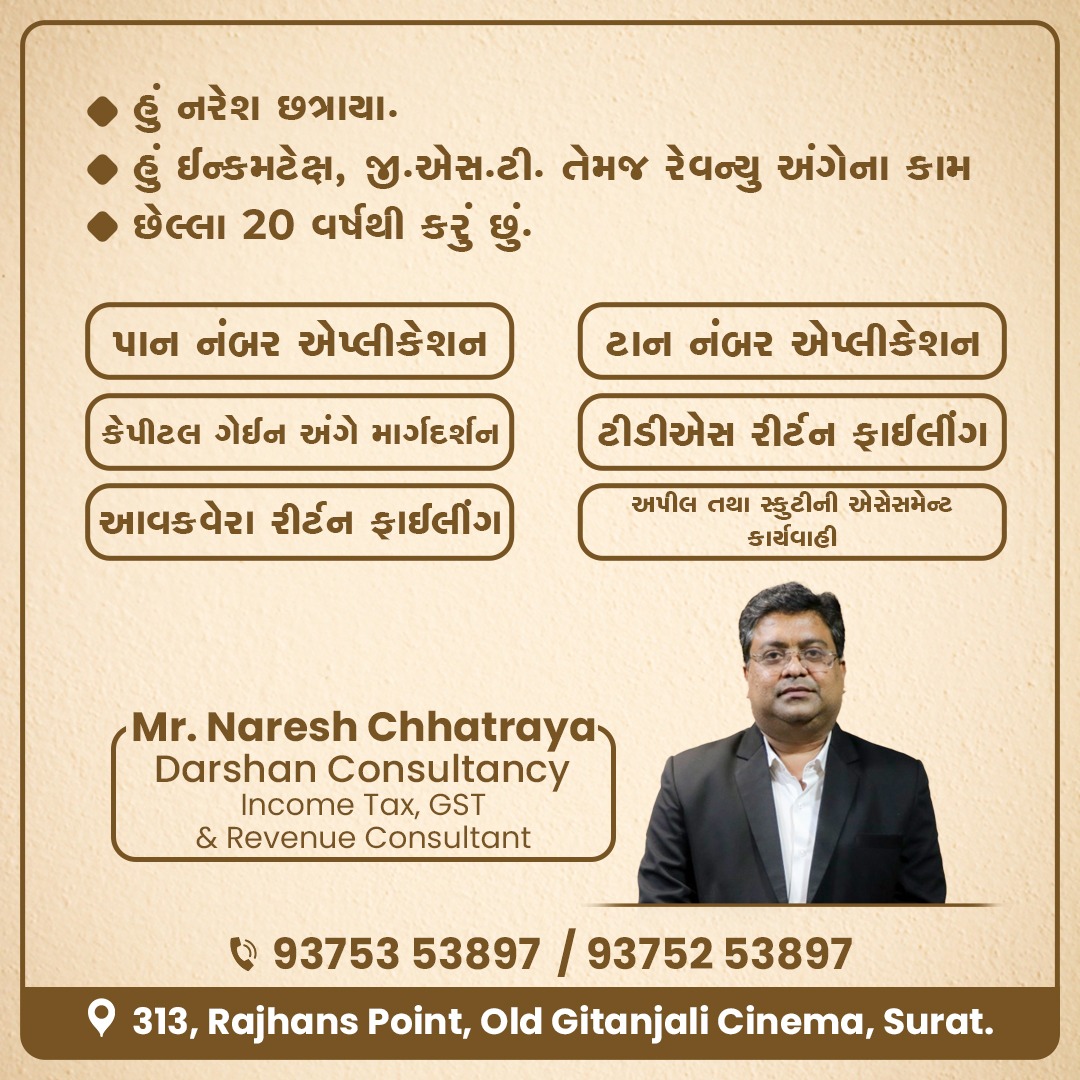 હું નરેશ છત્રાયા.
હું ઈન્કમટેક્ષ, જી.એસ.ટી. તેમજ રેવન્યુ અંગેના કામ
છેલ્લા 20 વર્ષથી કરું છું.
પાન નંબર એપ્લીકેશન
ટાન નંબર એપ્લીકેશન
કેપીટલ ગેઈન અંગે માર્ગદર્શન
ટીડીએસ રીર્ટન ફાઈલીંગ
આવકવેરા રીર્ટન ફાઈલીંગ
અપીલ તથા સ્કુટીની એસેસમેન્ટ
કાર્યવાહી
Mr. Naresh Chhatraya
Darshan Consultancy
Income Tax, GST
& Revenue Consultant
93753 53897 / 93752 53897
313, Rajhans Point, Old Gitanjali Cinema, Surat.